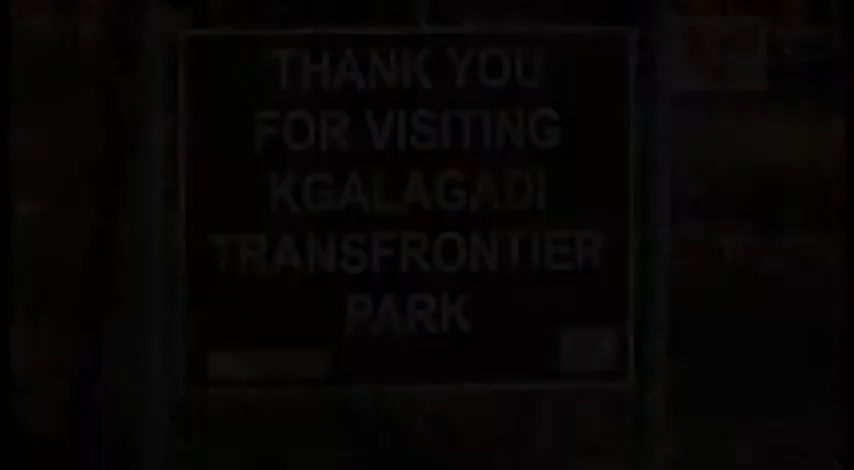 THANK YOU
FOR VISITING
KGALAGADI
TRANSFRONTIER
PARK